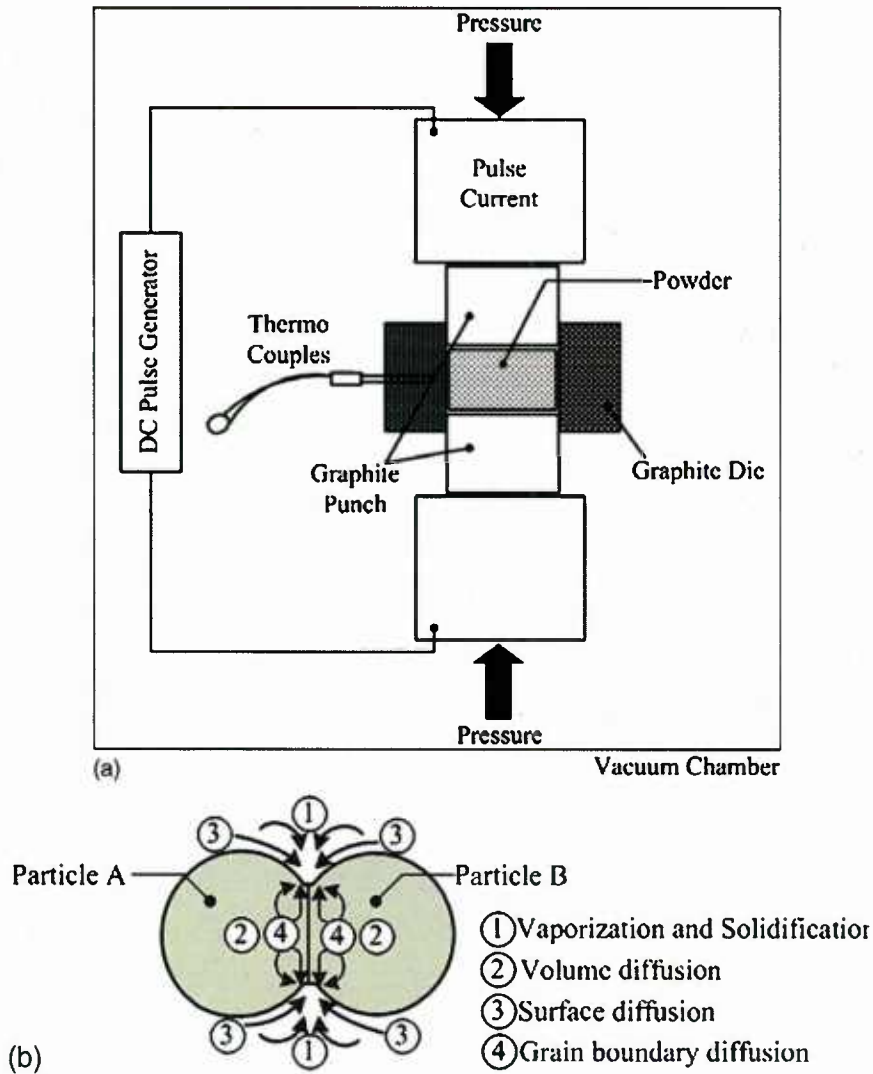 Pressure
Pulse
Current
DC Pulse Generator
Thermo
Couples
Powder
Graphite
Punch
Graphite Die
Pressure
(a)
Vacuum Chamber
1
3
3
Particle A
Particle B
2
4
4
2
3
3
1
(b)
1 Vaporization and Solidification
2 Volume diffusion
3 Surface diffusion
4 Grain boundary diffusion